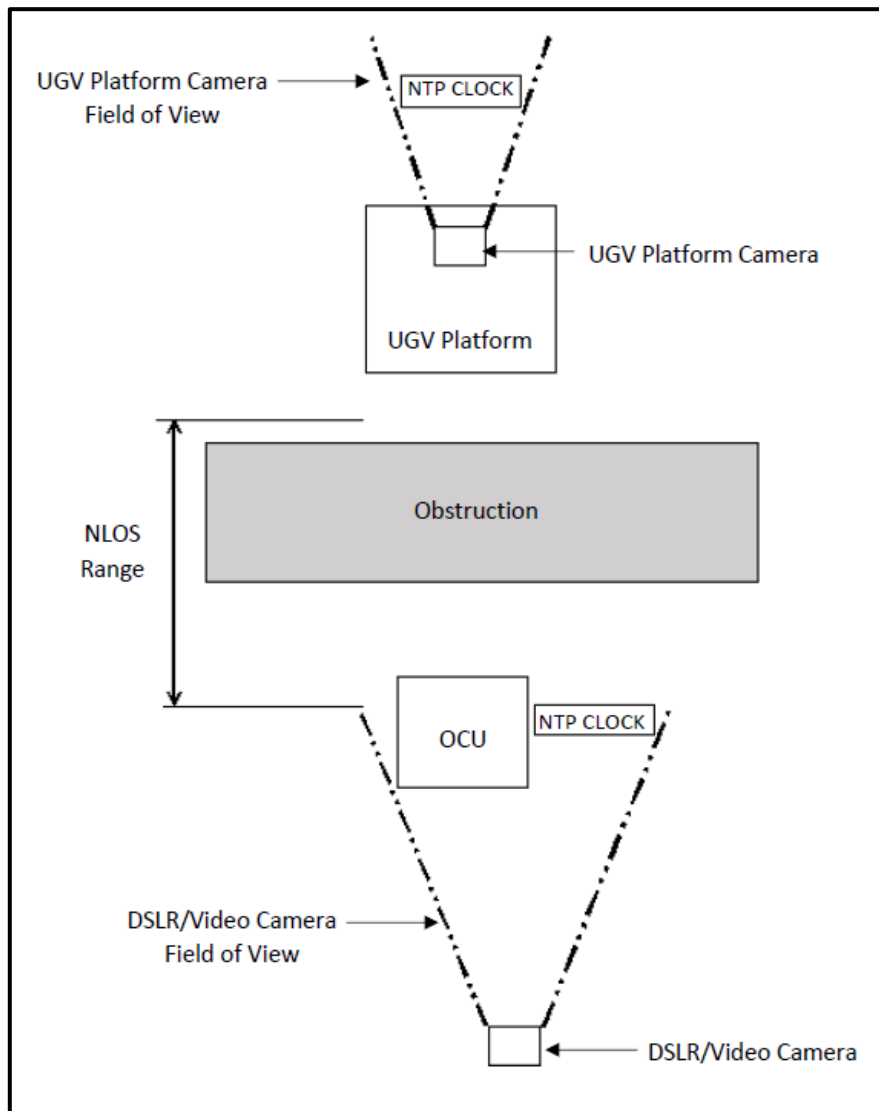 UGV Platform Camera
Field of View
NTP CLOCK
UGV Platform Camera
UGV Platform
NLOS
Range
Obstruction
OCU
NTP CLOCK
DSLR/Video Camera
Field of View
DSLR/Video Camera